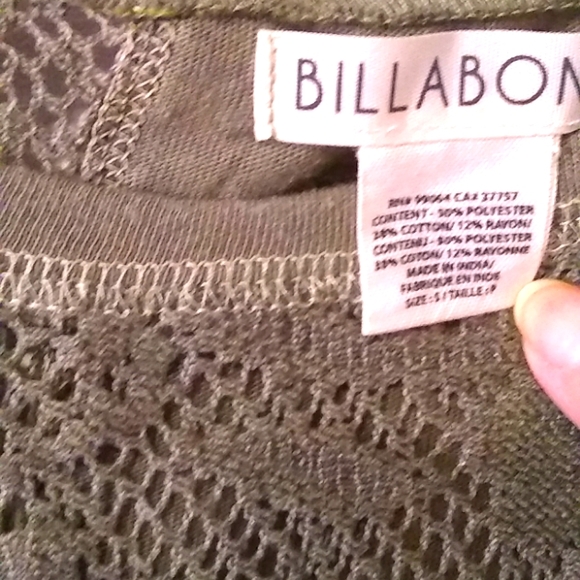 BILLABON
RN# 99064 CA# 37757
CONTENT - 50% POLYESTER
38% COTTON/ 12% RAYON/
CONTENU - 50% POLYESTER
38% COTON/ 12% RAYONNE
MADE IN INDIA/
FABRIQUE EN INDE
SIZE : S / TAILLE : P